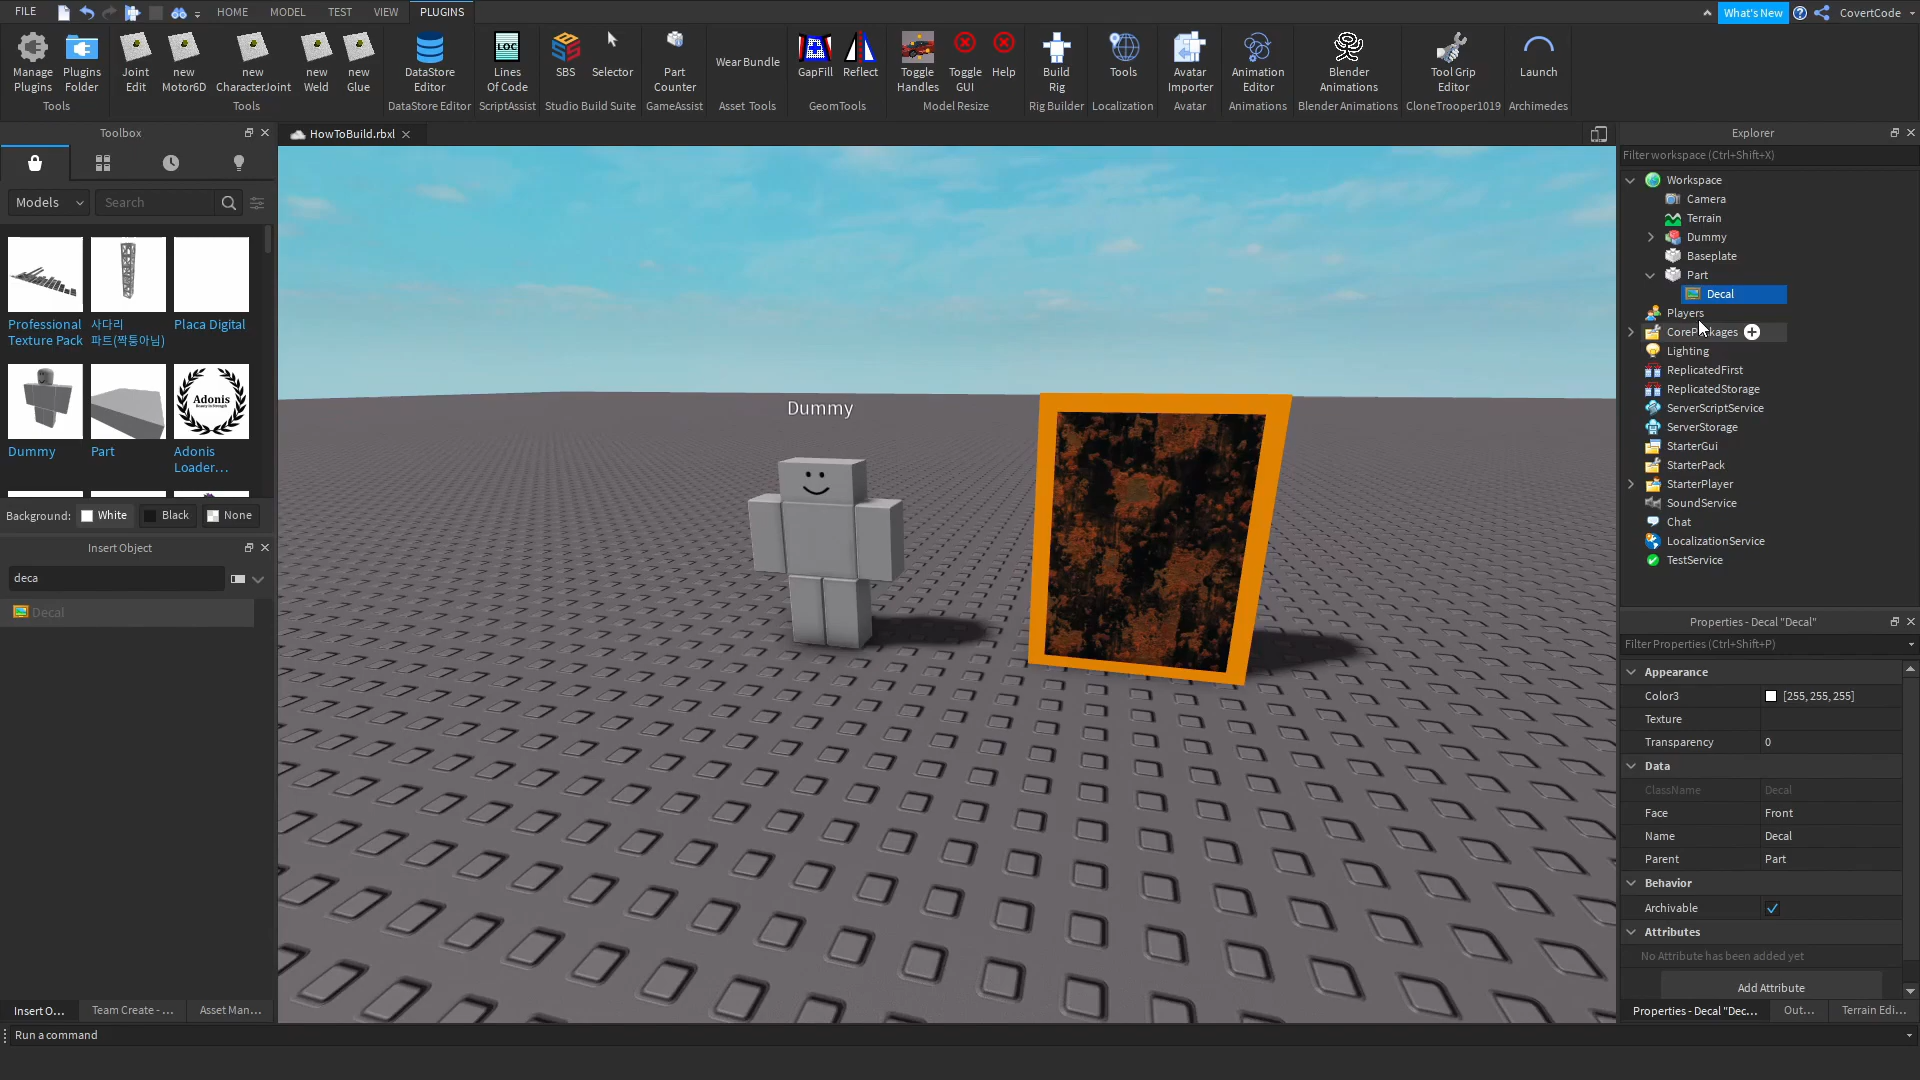 FILE HOME MODEL TEST VIEW PLUGINS What's New CovertCode
Manage Plugins
Plugins Folder
Tools
Joint Edit
new Motor6D
new CharacterJoint
new Weld
new Glue
Tools
DataStore Editor
DataStore Editor
LOC
Lines Of Code
ScriptAssist
SBS
Selector
Studio Build Suite
Part Counter
GameAssist
Wear Bundle
Asset Tools
GapFill
Reflect
GeomTools
Toggle Handles
Toggle GUI
Help
Model Resize
Build Rig
Rig Builder
Tools
Localization
Avatar Importer
Avatar
Animation Editor
Animations
Blender Animations
Blender Animations
Tool Grip Editor
CloneTrooper1019
Launch
Archimedes
Toolbox
Models
Search
Professional Texture Pack
사다리 파트(짝퉁아님)
Placa Digital
Dummy
Part
Adonis
Adonis Loader...
Background: White Black None
Insert Object
deca
Decal
Insert O... Team Create - ... Asset Man...
Run a command
HowToBuild.rbxl
Dummy
Explorer
Filter workspace (Ctrl+Shift+X)
Workspace
Camera
Terrain
Dummy
Baseplate
Part
Decal
Players
CoreP kages
Lighting
ReplicatedFirst
ReplicatedStorage
ServerScriptService
ServerStorage
StarterGui
StarterPack
StarterPlayer
SoundService
Chat
LocalizationService
TestService
Properties - Decal "Decal"
Filter Properties (Ctrl+Shift+P)
Appearance
Color3 [255, 255, 255]
Texture
Transparency 0
Data
ClassName Decal
Face Front
Name Decal
Parent Part
Behavior
Archivable
Attributes
No Attribute has been added yet
Add Attribute
Properties - Decal "Dec... Out... Terrain Edi...